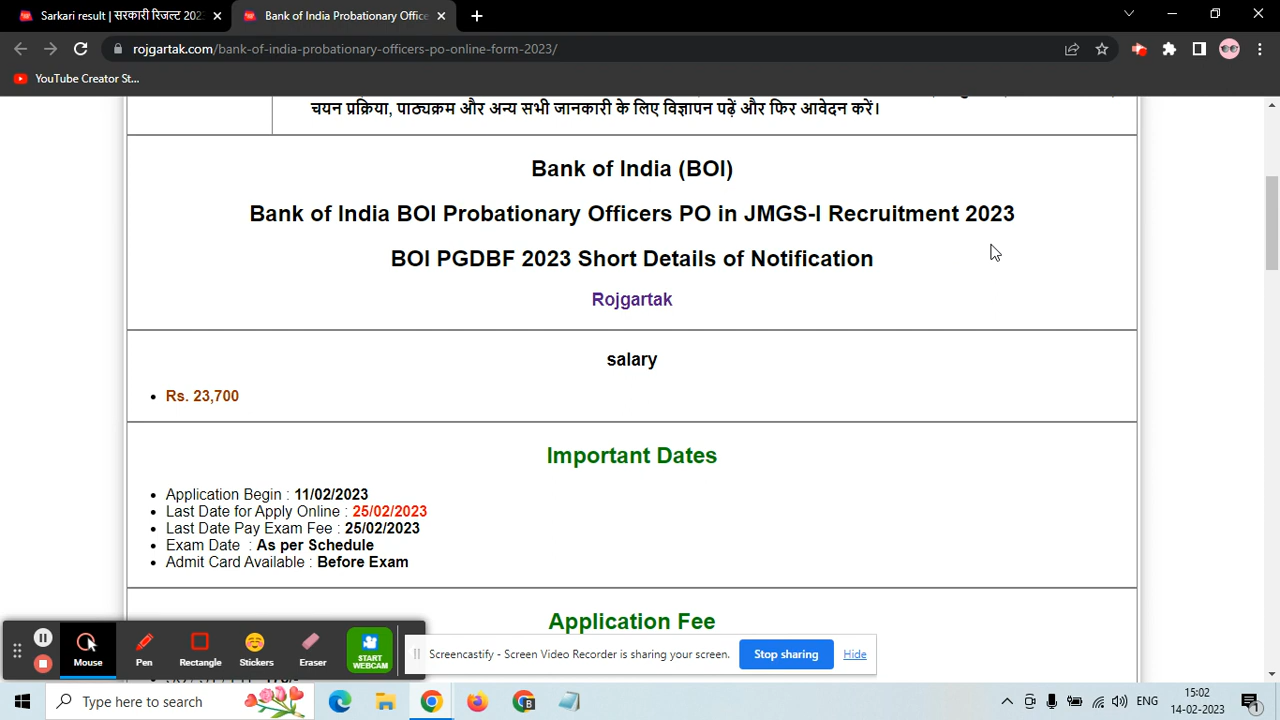 Sarkari result | सरकारी रिजल्ट 202
Bank of India Probationary Office
rojgartak.com/bank-of-india-probationary-officers-po-online-form-2023/
YouTube Creator St...
चयन प्रक्रिया, पाठ्यक्रम और अन्य सभी जानकारी के लिए विज्ञापन पढ़ें और फिर आवेदन करें।
Bank of India (BOI)
Bank of India BOI Probationary Officers PO in JMGS-I Recruitment 2023
BOI PGDBF 2023 Short Details of Notification
Rojgartak
salary
Rs. 23,700
Important Dates
Application Begin : 11/02/2023
Last Date for Apply Online : 25/02/2023
Last Date Pay Exam Fee : 25/02/2023
Exam Date : As per Schedule
Admit Card Available : Before Exam
Application Fee
Mouse
Pen
Rectangle
Stickers
Eraser
START WEBCAM
Screencastify - Screen Video Recorder is sharing your screen.
Stop sharing
Hide
Type here to search
ENG
15:02
14-02-2023
1